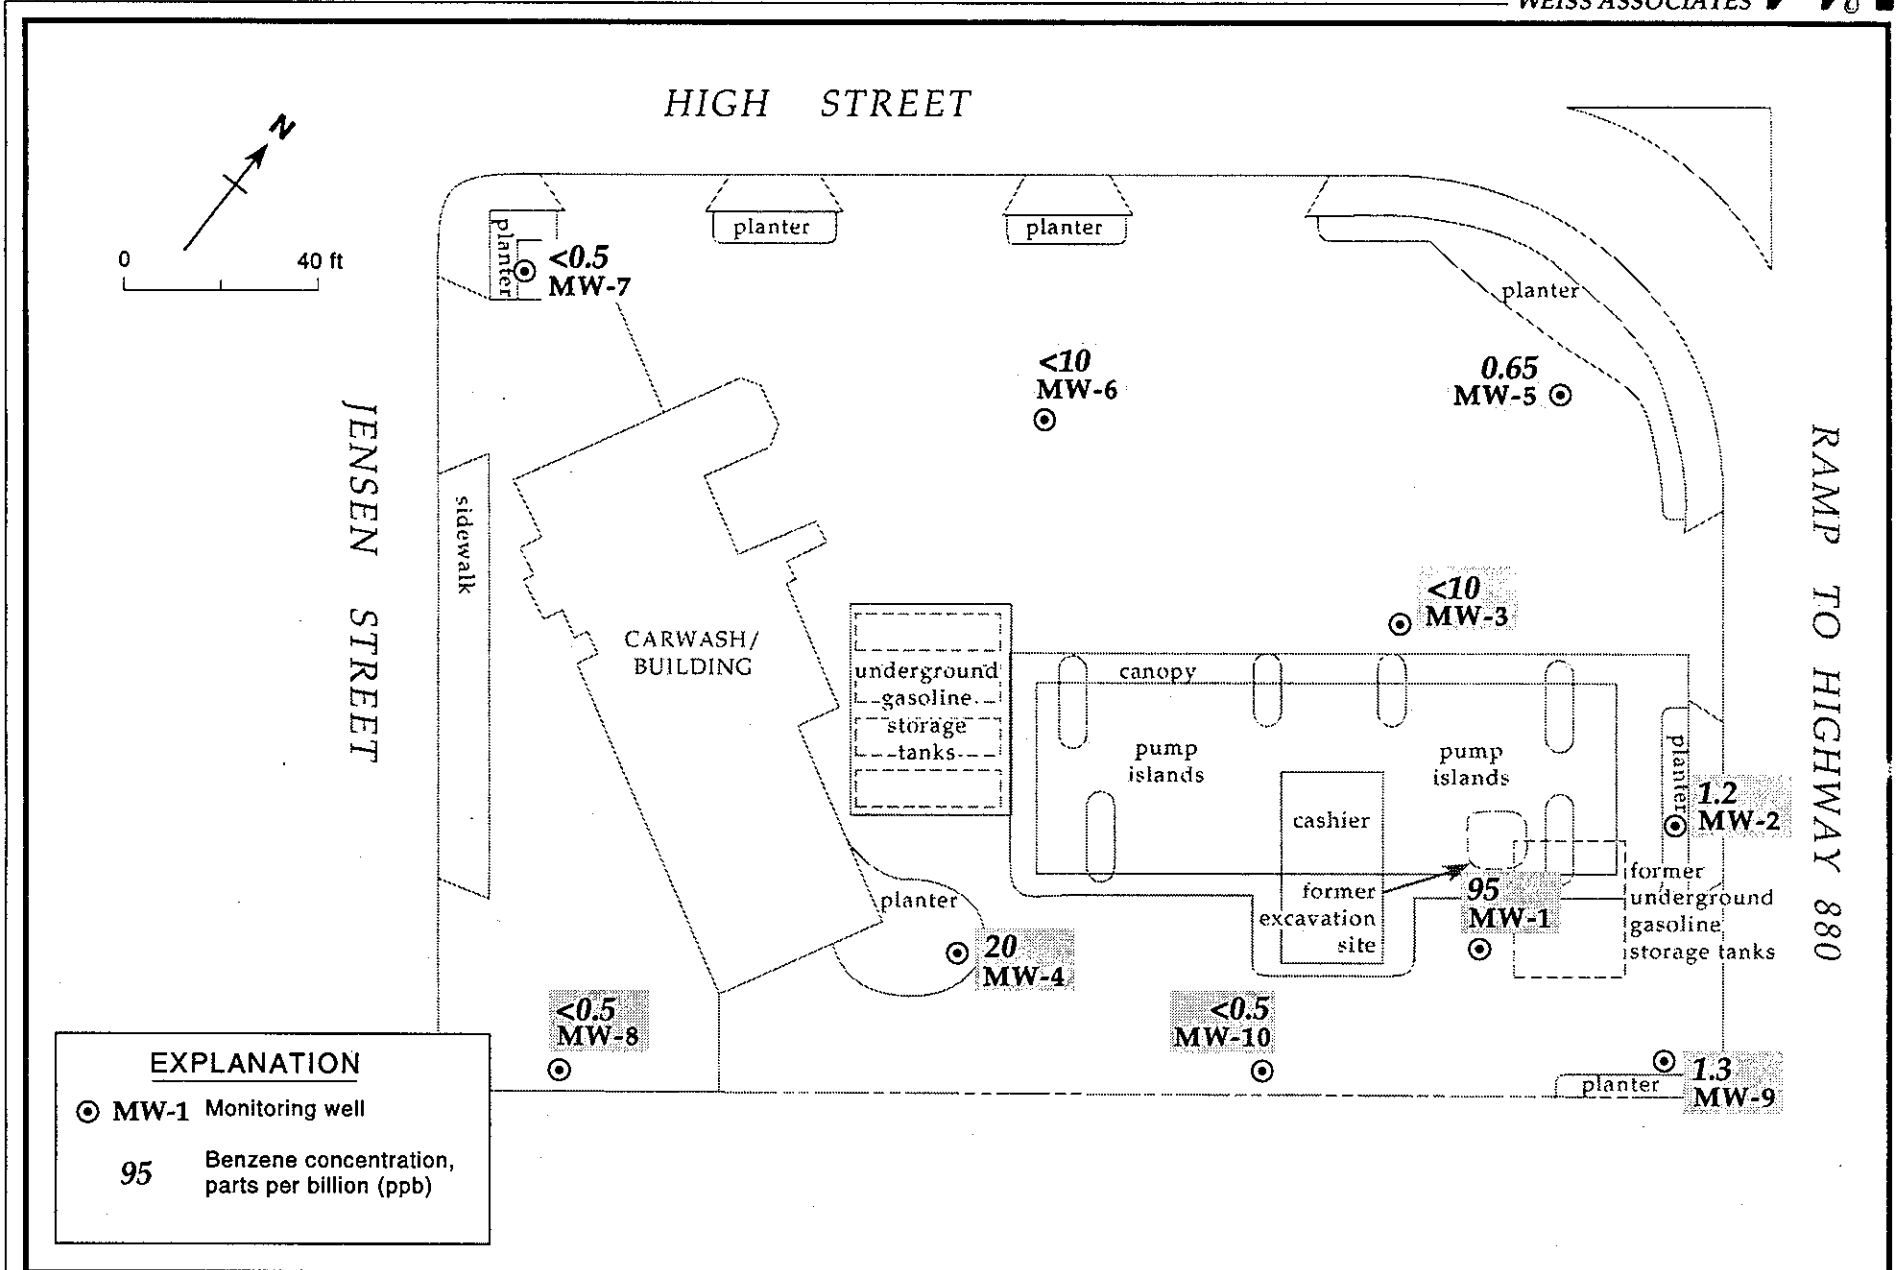 WEISS ASSOCIATES
HIGH STREET
N
0 40 ft
planter
<0.5
MW-7
planter
planter
planter
<10
MW-6
0.65
MW-5
JENSEN STREET
sidewalk
RAMP TO HIGHWAY 880
<10
MW-3
CARWASH/
BUILDING
underground
gasoline
storage
tanks
canopy
pump
islands
pump
islands
cashier
planter
1.2
MW-2
former
excavation
site
95
MW-1
former
underground
gasoline
storage tanks
planter
20
MW-4
<0.5
MW-8
<0.5
MW-10
planter
1.3
MW-9
EXPLANATION
MW-1 Monitoring well
95 Benzene concentration,
parts per billion (ppb)